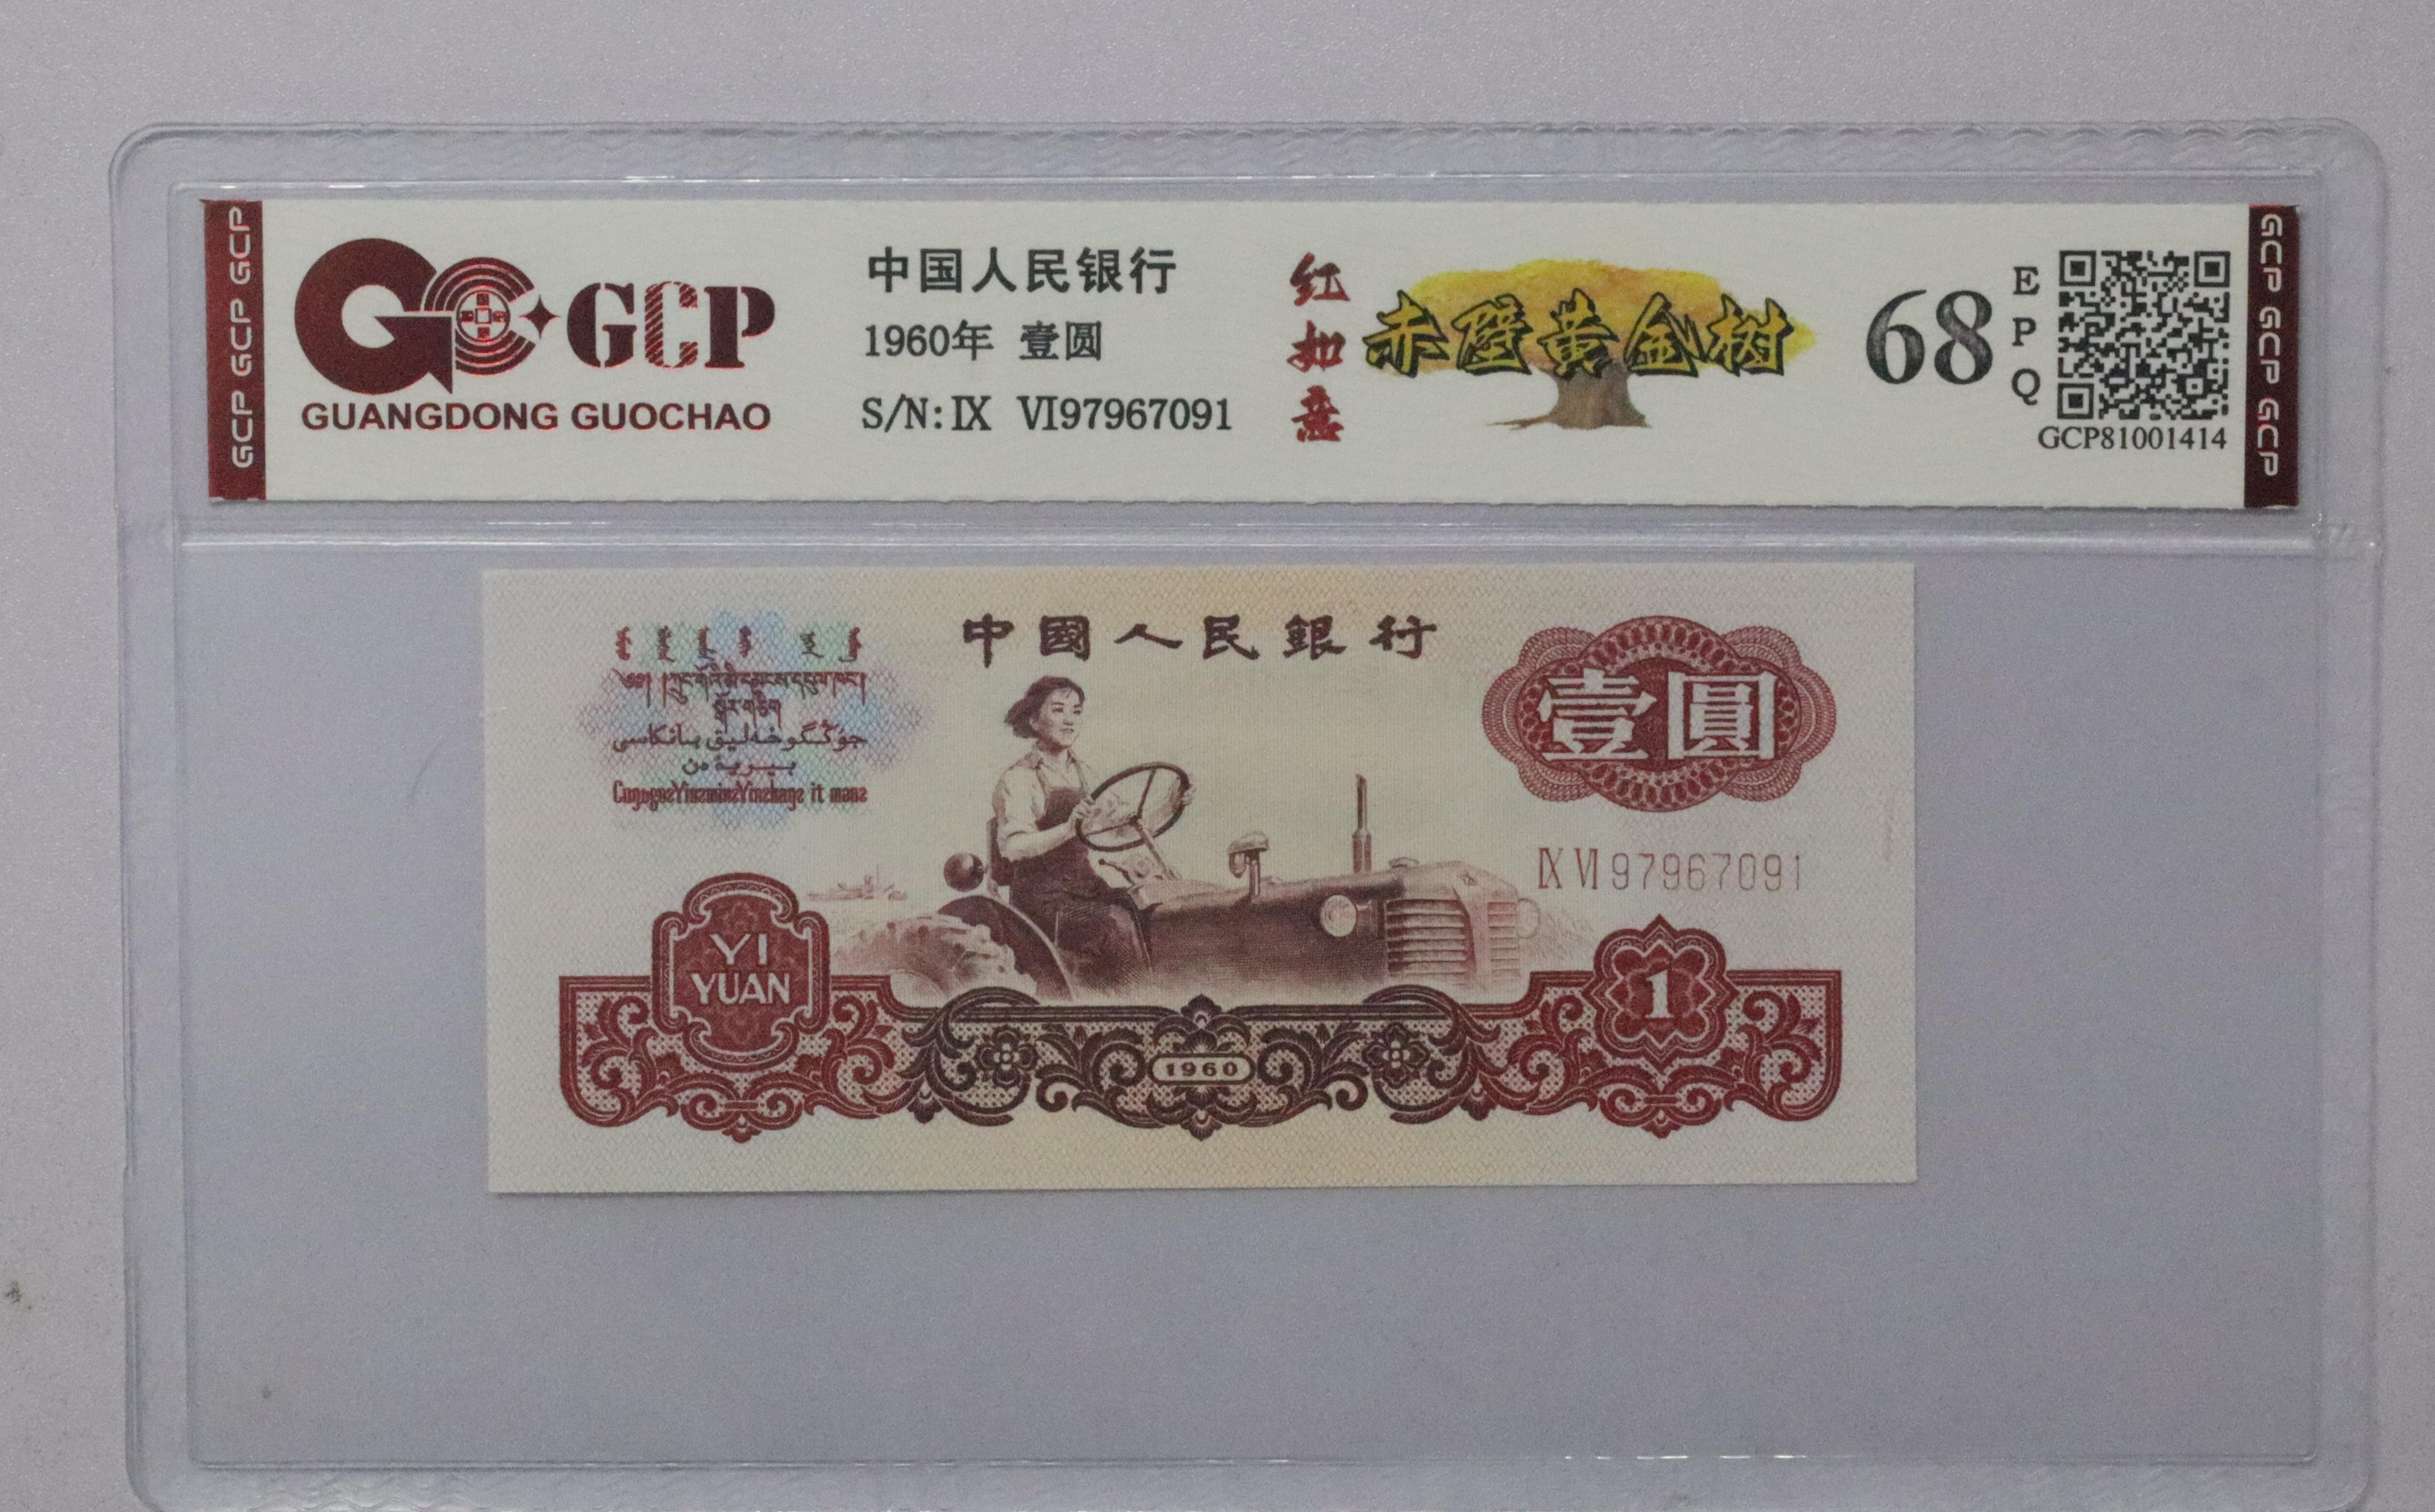 GCP GCP GCP
GCP
GUANGDONG GUOCHAO
中国人民银行
1960年 壹圆
S/N: IX VI97967091
红如意
赤壁黄金树
68
EPQ
GCP81001414
GCP GCP GCP
中國人民銀行
壹圓
IX VI 97967091
YI
YUAN
1960
1